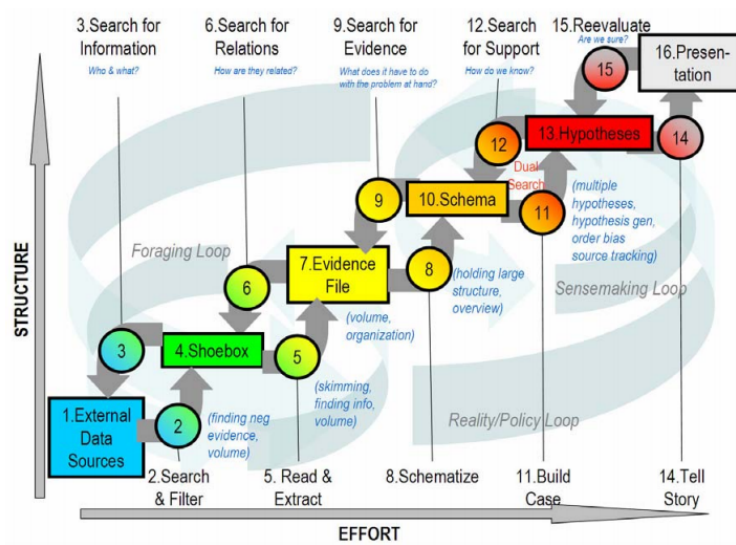 3.Search for
Information
Who & what?
6.Search for
Relations
How are they related?
9.Search for
Evidence
What does it have to do
with the problem at hand?
12.Search
for Support
How do we know?
15.Reevaluate
Are we sure?
15
16.Presen-
tation
12
13.Hypotheses
14
Dual
Search
9
10.Schema
11
(multiple
hypotheses,
hypothesis gen,
order bias
source tracking)
Foraging Loop
7.Evidence
File
6
8
(holding large
structure,
overview)
Sensemaking Loop
(volume,
organization)
3
4.Shoebox
5
(skimming,
finding info,
volume)
1.External
Data
Sources
2
(finding neg
evidence,
volume)
Reality/Policy Loop
2.Search
& Filter
5. Read &
Extract
8.Schematize
11.Build
Case
14.Tell
Story
STRUCTURE
EFFORT